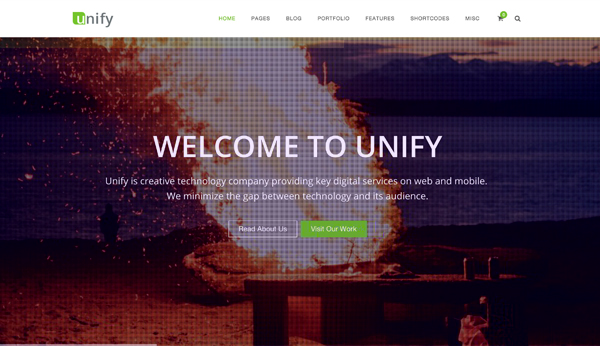 unify
HOME PAGES BLOG PORTFOLIO FEATURES SHORTCODES MISC
WELCOME TO UNIFY
Unify is creative technology company providing key digital services on web and mobile.
We minimize the gap between technology and its audience.
Read About Us Visit Our Work